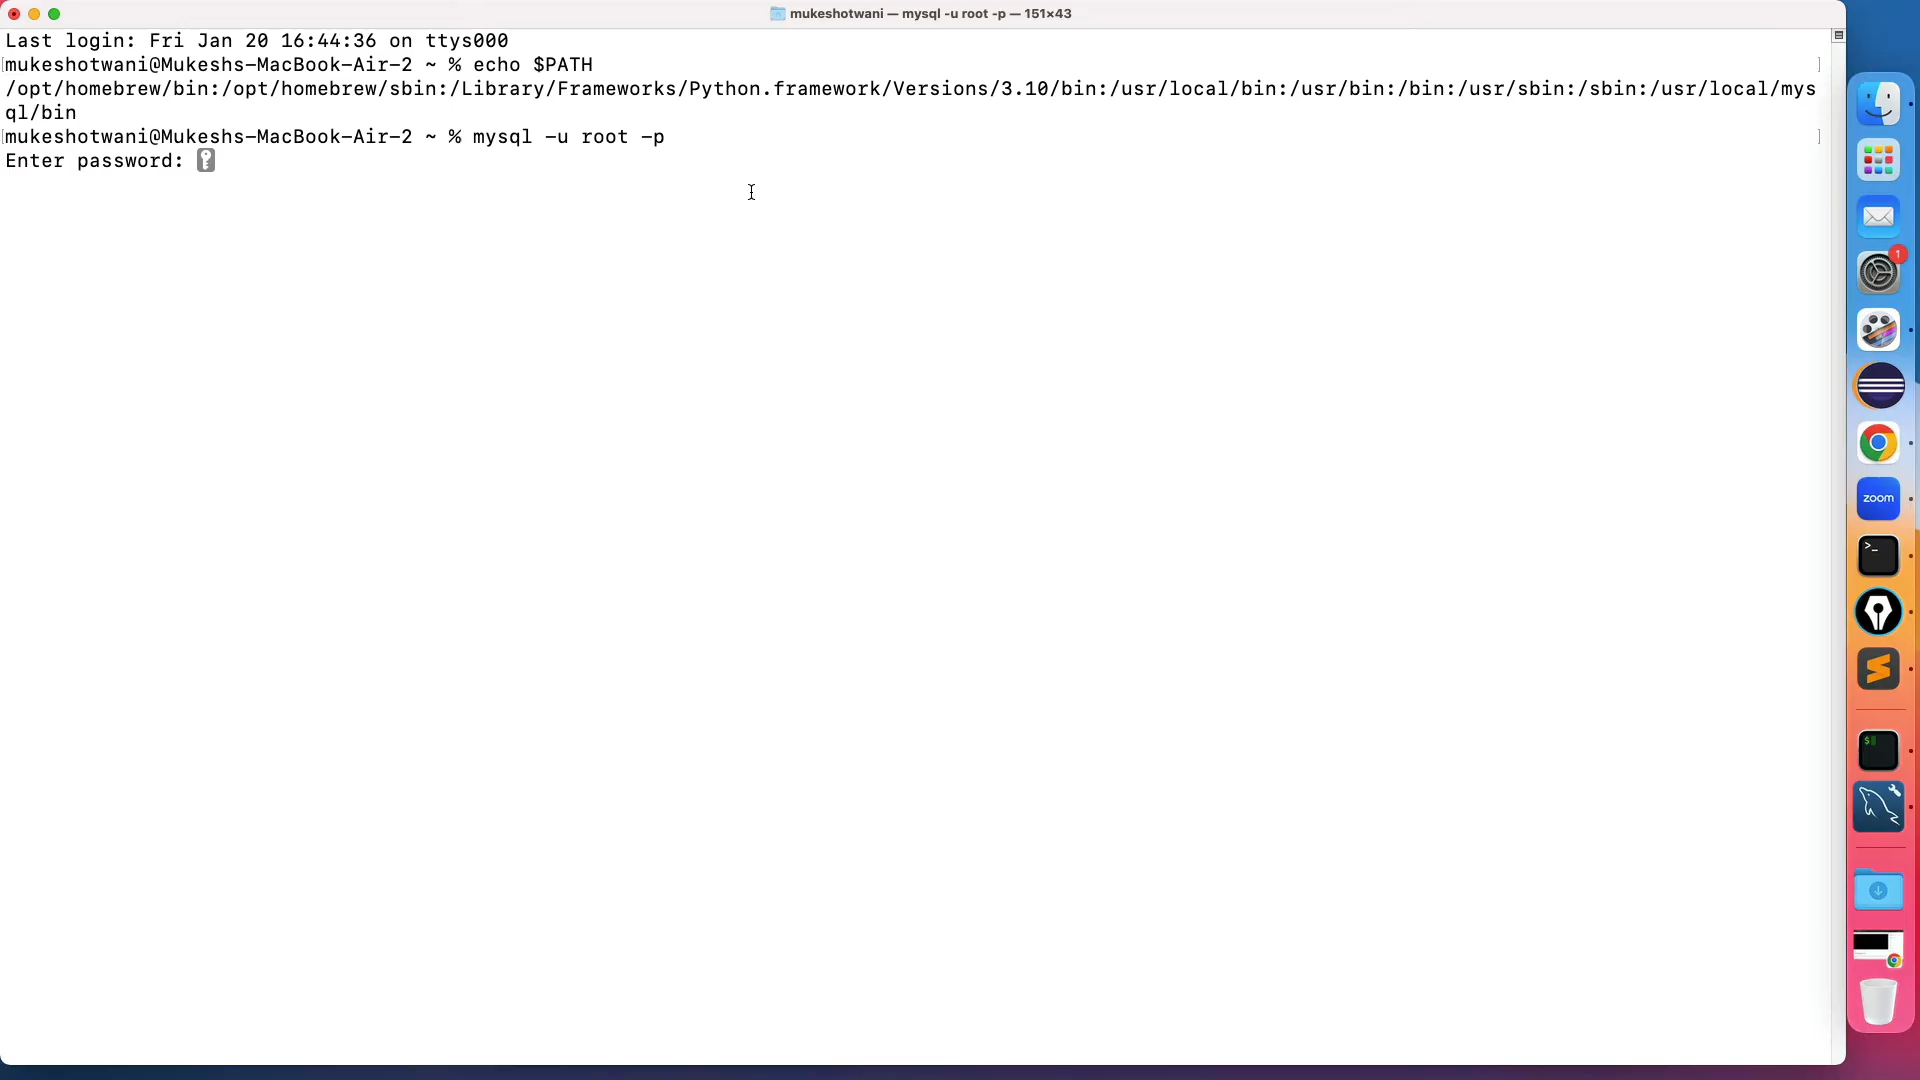 mukeshotwani — mysql -u root -p — 151×43
Last login: Fri Jan 20 16:44:36 on ttys000
mukeshotwani@Mukeshs-MacBook-Air-2 ~ % echo $PATH
/opt/homebrew/bin:/opt/homebrew/sbin:/Library/Frameworks/Python.framework/Versions/3.10/bin:/usr/local/bin:/usr/bin:/bin:/usr/sbin:/sbin:/usr/local/mys
ql/bin
mukeshotwani@Mukeshs-MacBook-Air-2 ~ % mysql -u root -p
Enter password:
1
zoom
>_
$